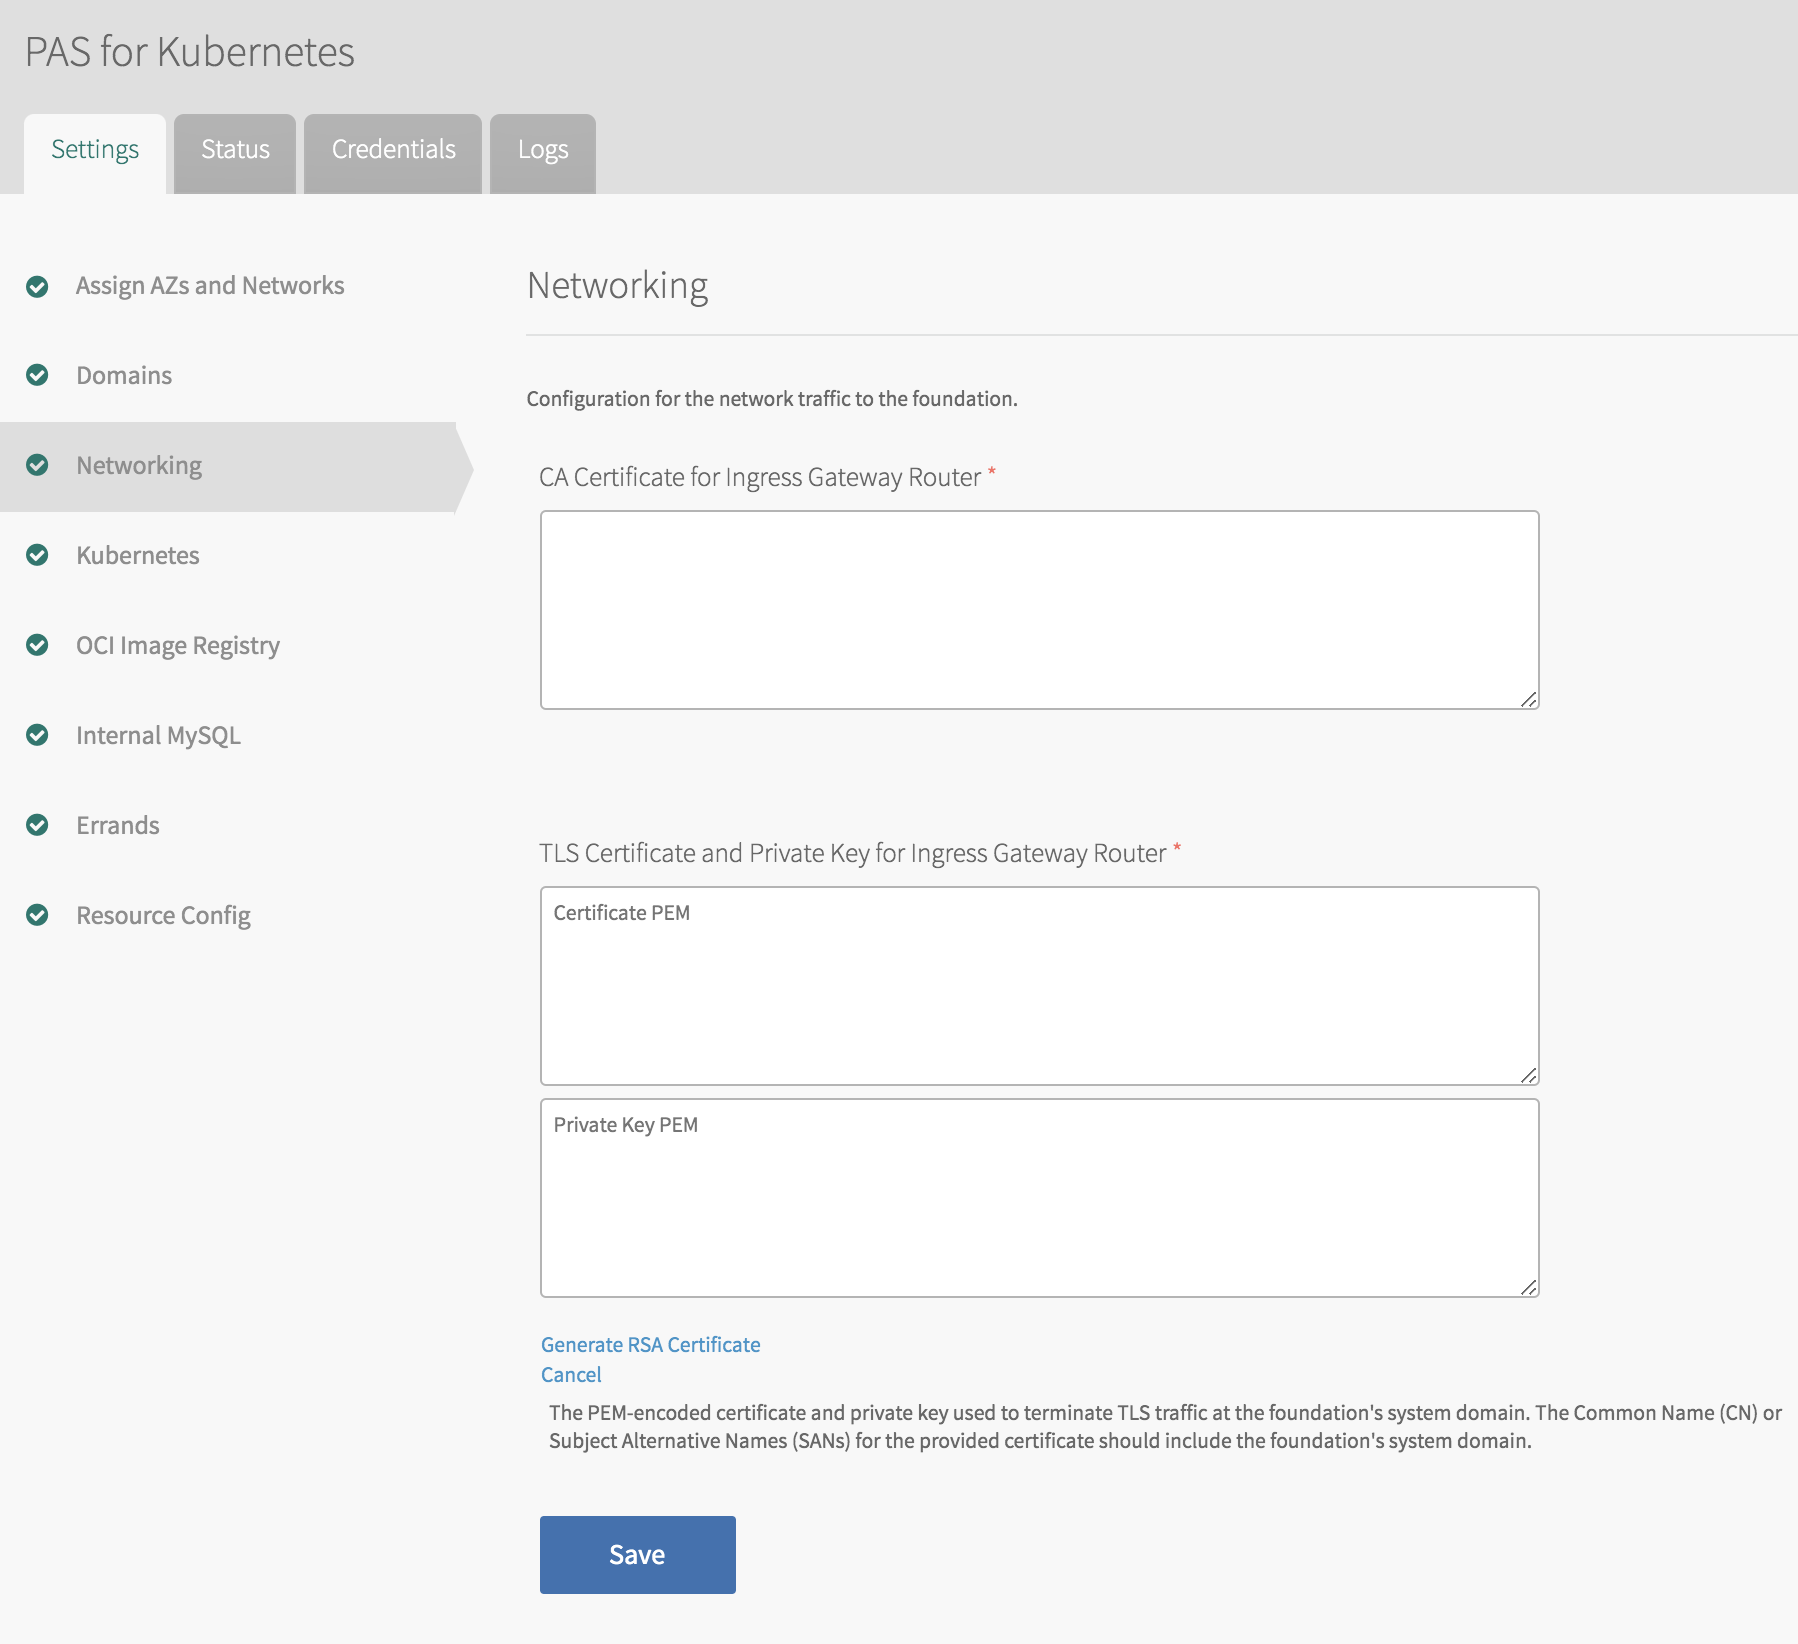 PAS for Kubernetes
Settings
Status
Credentials
Logs
Assign AZs and Networks
Domains
Networking
Kubernetes
OCI Image Registry
Internal MySQL
Errands
Resource Config
Networking
Configuration for the network traffic to the foundation.
CA Certificate for Ingress Gateway Router *
TLS Certificate and Private Key for Ingress Gateway Router *
Certificate PEM
Private Key PEM
Generate RSA Certificate
Cancel
The PEM-encoded certificate and private key used to terminate TLS traffic at the foundation's system domain. The Common Name (CN) or
Subject Alternative Names (SANs) for the provided certificate should include the foundation's system domain.
Save